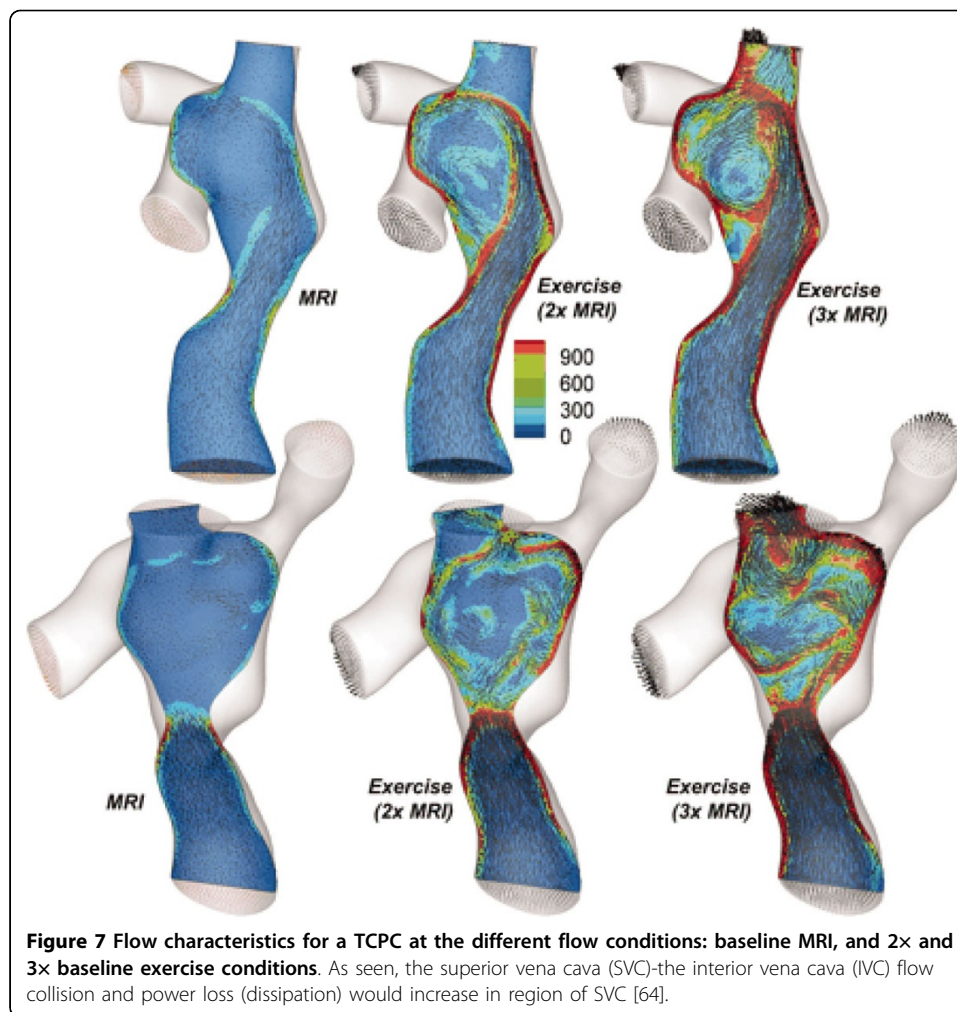 MRI
Exercise
(2x MRI)
Exercise
(3x MRI)
900
600
300
0
MRI
Exercise
(2x MRI)
Exercise
(3x MRI)
Figure 7 Flow characteristics for a TCPC at the different flow conditions: baseline MRI, and 2× and
3× baseline exercise conditions. As seen, the superior vena cava (SVC)-the interior vena cava (IVC) flow
collision and power loss (dissipation) would increase in region of SVC [64].